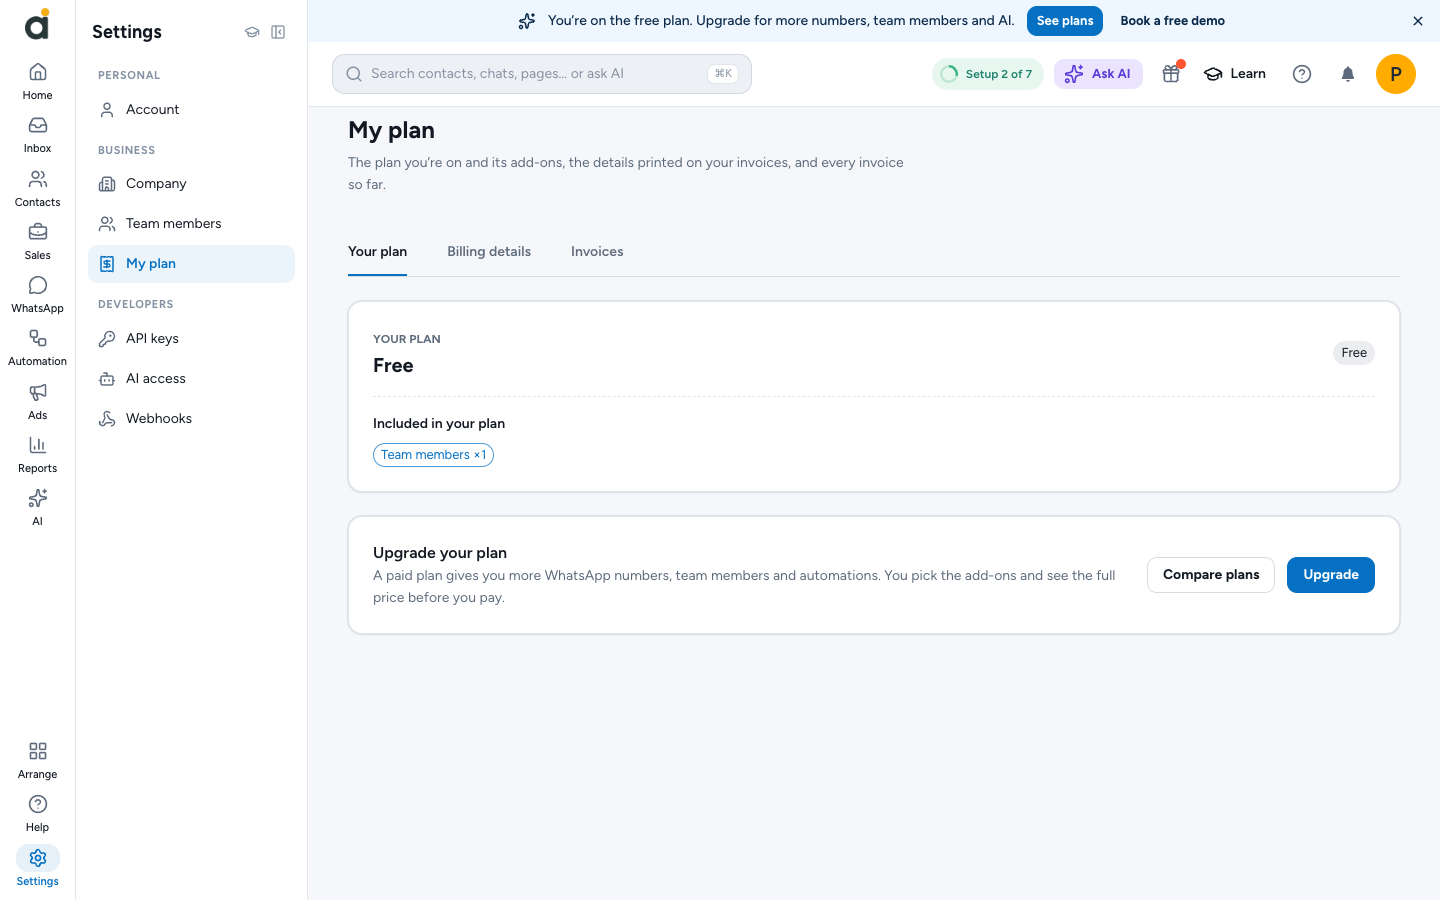 You're on the free plan. Upgrade for more numbers, team members and AI.
See plans
Book a free demo
Settings
Search contacts, chats, pages... or ask AI
⌘K
Setup 2 of 7
Ask AI
Learn
P
Home
Inbox
Contacts
Sales
WhatsApp
Automation
Ads
Reports
AI
Arrange
Help
Settings
PERSONAL
Account
BUSINESS
Company
Team members
My plan
DEVELOPERS
API keys
AI access
Webhooks
My plan
The plan you're on and its add-ons, the details printed on your invoices, and every invoice
so far.
Your plan
Billing details
Invoices
YOUR PLAN
Free
Free
Included in your plan
Team members ×1
Upgrade your plan
A paid plan gives you more WhatsApp numbers, team members and automations. You pick the add-ons and see the full
price before you pay.
Compare plans
Upgrade